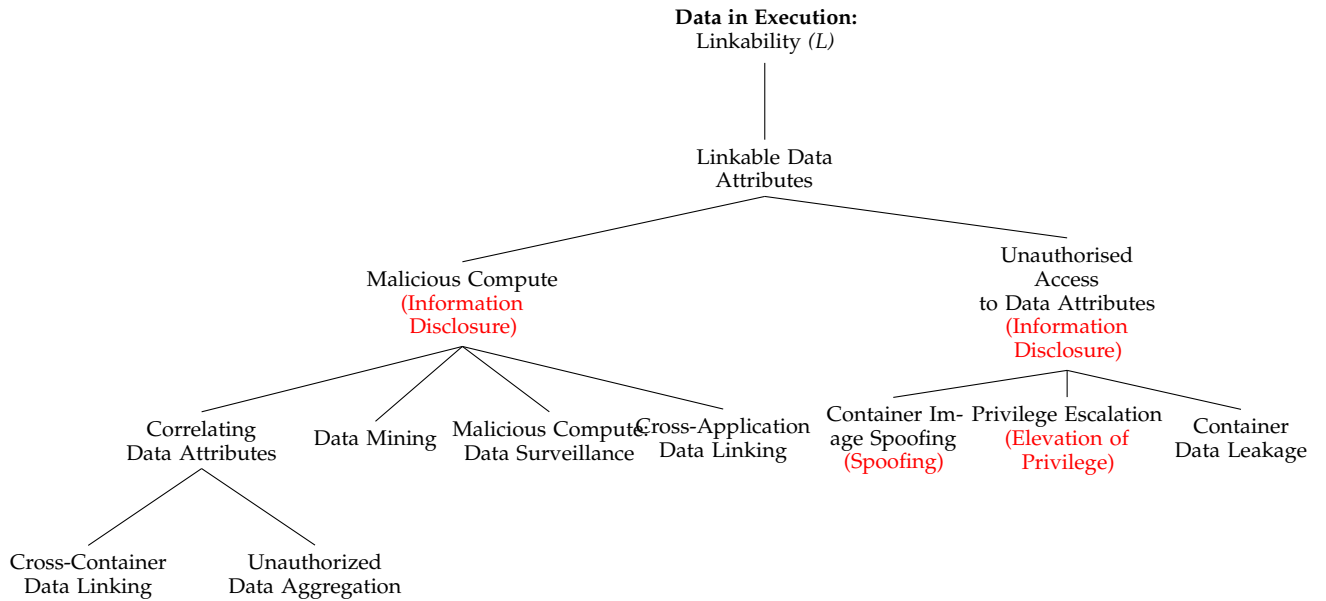 Data in Execution:
Linkability (L)
Linkable Data
Attributes
Malicious Compute
(Information
Disclosure)
Unauthorised
Access
to Data Attributes
(Information
Disclosure)
Correlating
Data Attributes
Data Mining
Malicious Compute:
Data Surveillance
Cross-Application
Data Linking
Container Im-
age Spoofing
(Spoofing)
Privilege Escalation
(Elevation of
Privilege)
Container
Data Leakage
Cross-Container
Data Linking
Unauthorized
Data Aggregation